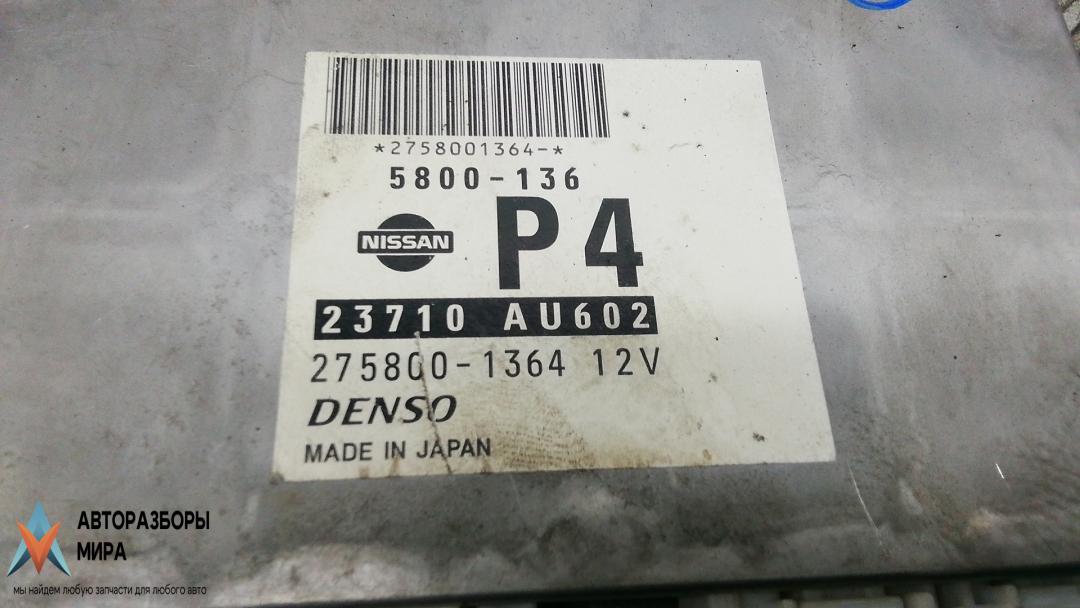 *2758001364-*
5800-136
NISSAN
P4
23710 AU602
275800-1364 12V
DENSO
MADE IN JAPAN
АВТОРАЗБОРЫ
МИРА
мы найдем любую запчасти для любого авто